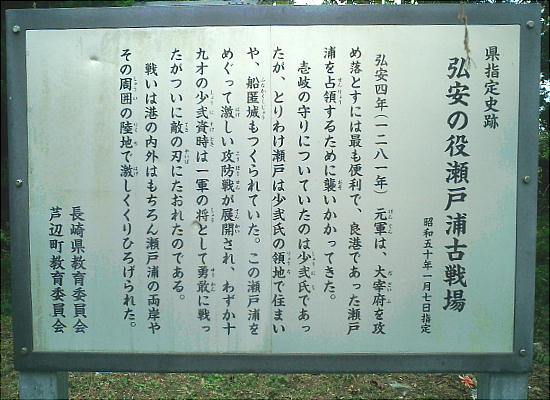 県指定史跡
弘安の役瀬戸浦古戦場
昭和五十年一月七日指定
弘安四年(一二八一年)元軍は、大宰府を攻
め落とすには最も便利で、良港であった瀬戸
浦を占領するために襲いかかってきた。
壱岐の守りについていたのは少弐氏であっ
たが、とりわけ瀬戸は少弐氏の領地で住まい
や、船匿城もつくられていた。この瀬戸浦を
めぐって激しい攻防戦が展開され、わずか十
九才の少弐資時は一軍の将として勇敢に戦っ
たがついに敵の刃にたおれたのである。
戦いは港の内外はもちろん瀬戸浦の両岸や
その周囲の陸地で激しくくりひろげられた。
長崎県教育委員会
芦辺町教育委員会